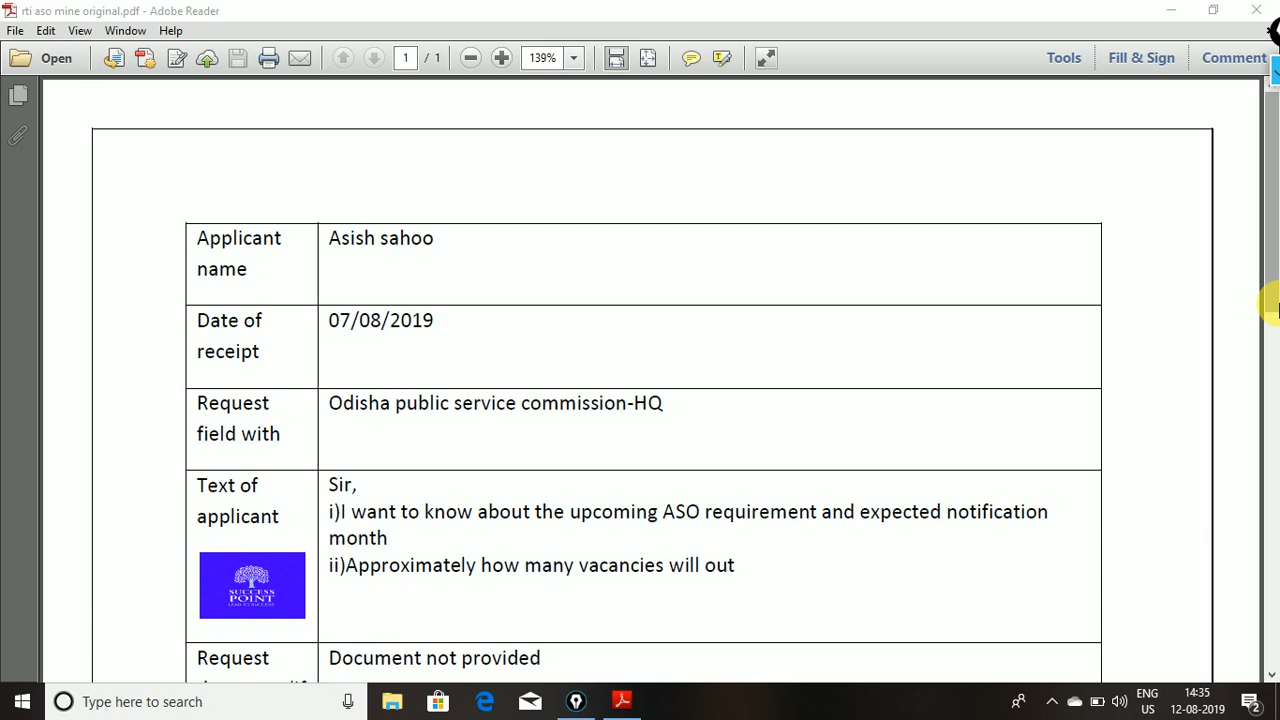 rti aso mine original.pdf - Adobe Reader
File Edit View Window Help
Open 1 / 1 139% Tools Fill & Sign Comment
Applicant name
Asish sahoo
Date of receipt
07/08/2019
Request field with
Odisha public service commission-HQ
Text of applicant
Sir,
i)I want to know about the upcoming ASO requirement and expected notification
month
ii)Approximately how many vacancies will out
SUCCESS
POINT
LEAD TO SUCCESS
Request
Document not provided
Type here to search
ENG
US
14:35
12-08-2019
2